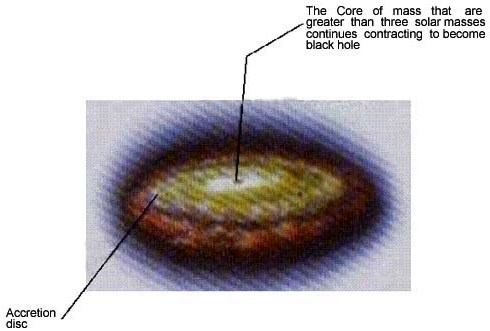 The Core of mass that are
greater than three solar masses
continues contracting to become
black hole
Accretion
disc